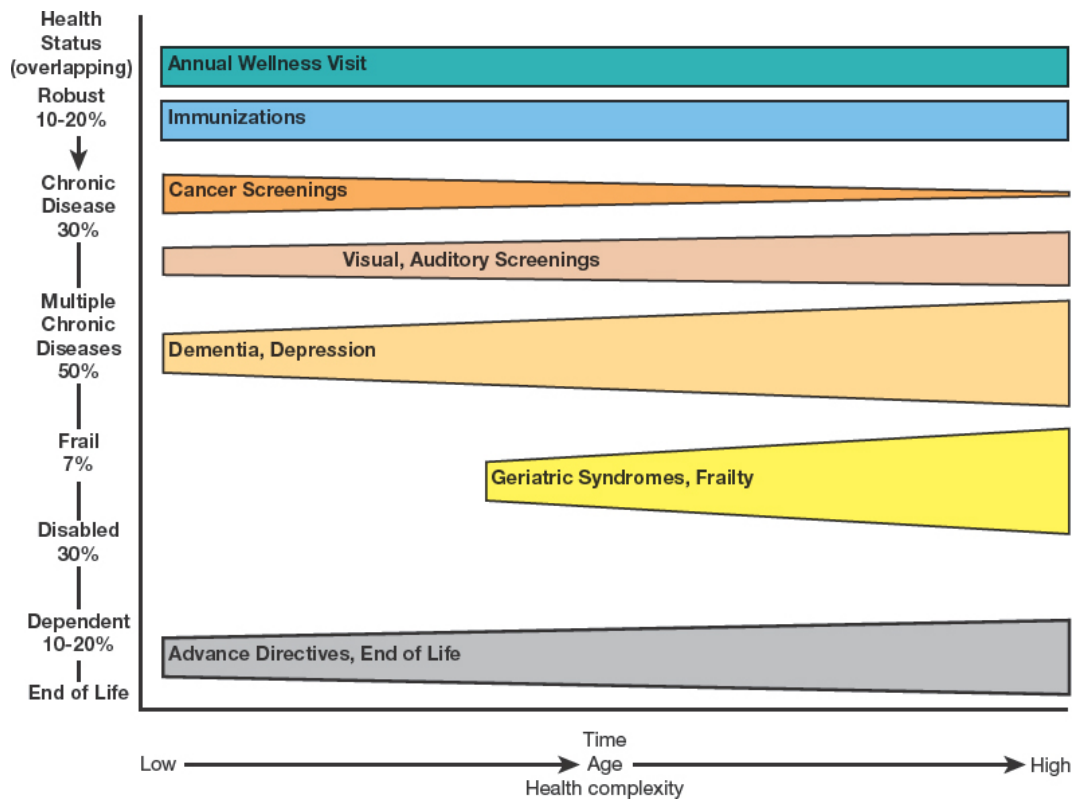 Health
Status
(overlapping)
Robust
10-20%
Chronic
Disease
30%
Multiple
Chronic
Diseases
50%
Frail
7%
Disabled
30%
Dependent
10-20%
End of Life
Annual Wellness Visit
Immunizations
Cancer Screenings
Visual, Auditory Screenings
Dementia, Depression
Geriatric Syndromes, Frailty
Advance Directives, End of Life
Time
Low Age High
Health complexity